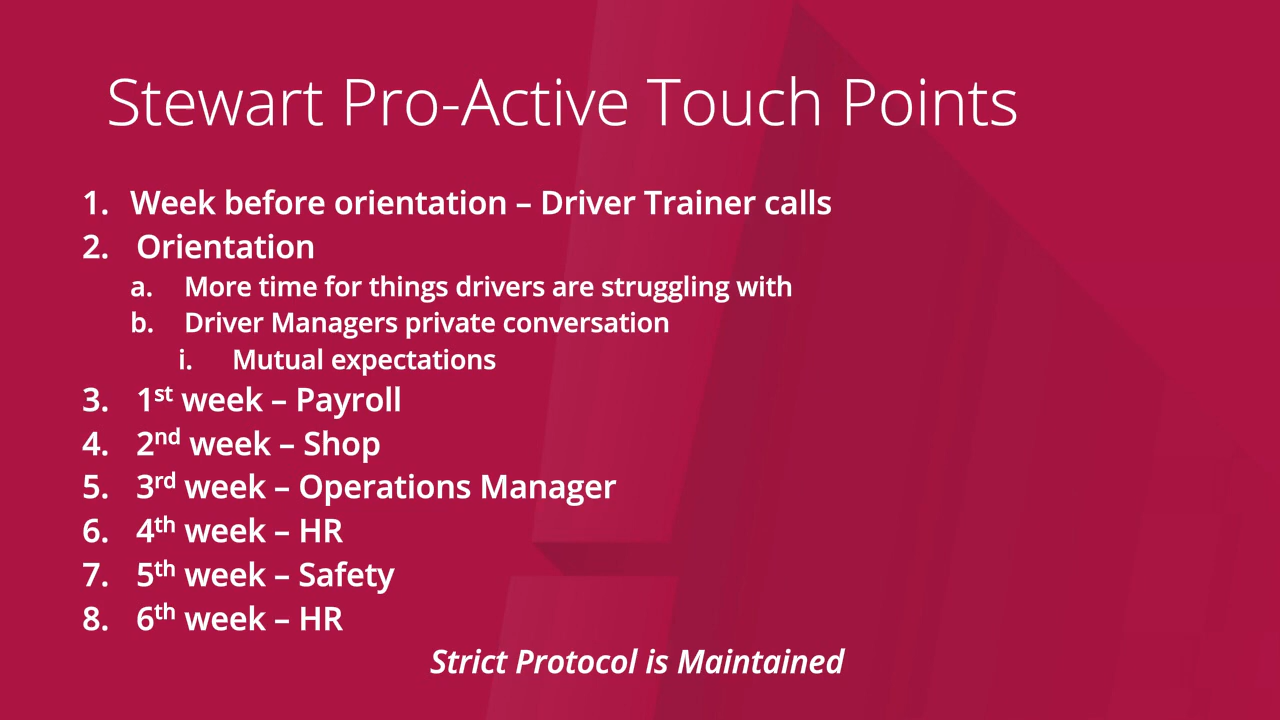 Stewart Pro-Active Touch Points
1. Week before orientation – Driver Trainer calls
2. Orientation
a. More time for things drivers are struggling with
b. Driver Managers private conversation
i. Mutual expectations
3. 1st week – Payroll
4. 2nd week – Shop
5. 3rd week – Operations Manager
6. 4th week – HR
7. 5th week – Safety
8. 6th week – HR
Strict Protocol is Maintained